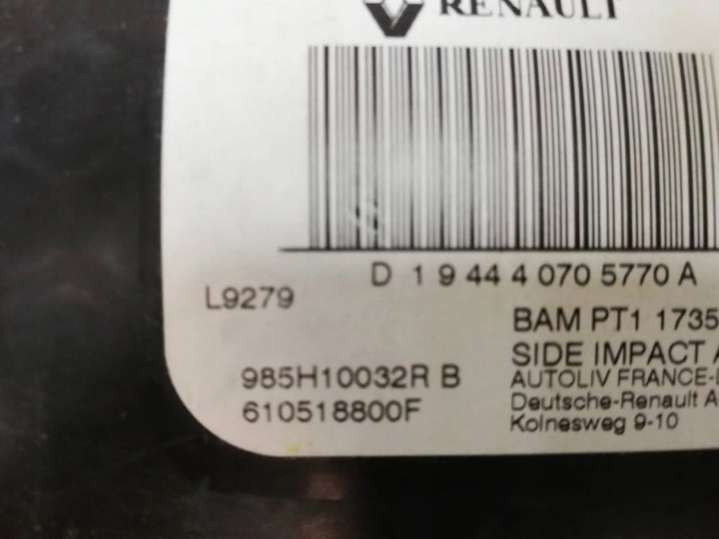 RENAULT
D 1 9 44 4 070 5770 A
L9279
BAM PT1 1735
SIDE IMPACT A
985H10032R B
AUTOLIV FRANCE-
610518800F
Deutsche-Renault A
Kolnesweg 9-10